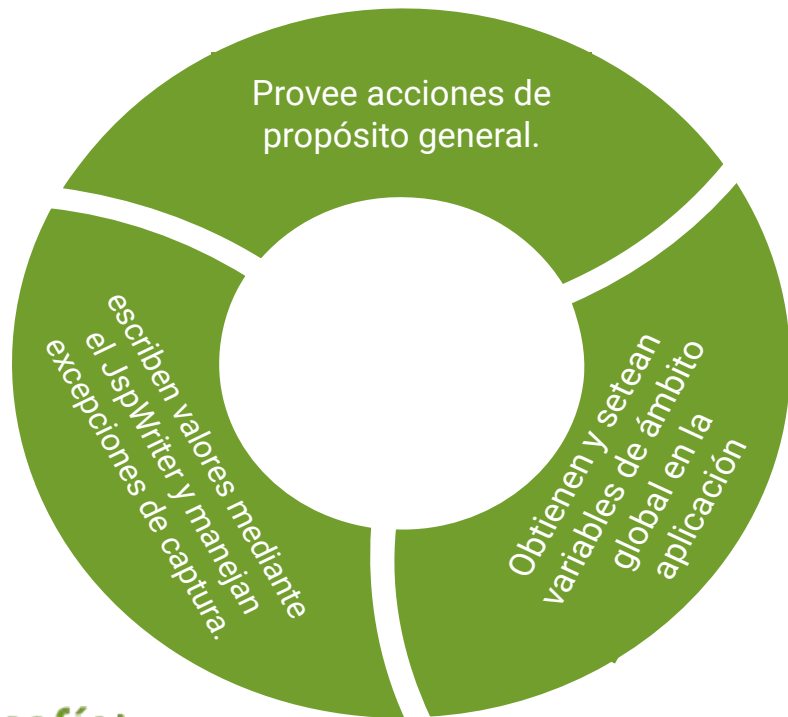 Provee acciones de
propósito general.
Obtienen y setean
variables de ámbito
global en la
aplicación
escriben valores mediante
el JspWriter y manejan
excepciones de captura.